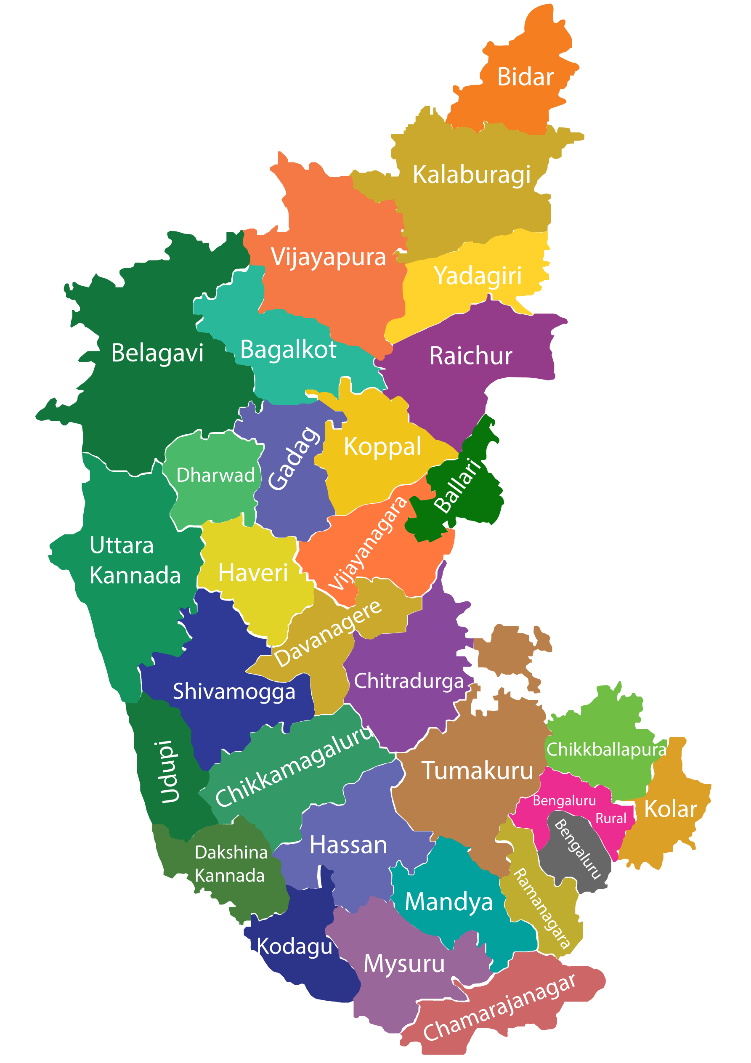 Bidar
Kalaburagi
Vijayapura
Yadagiri
Belagavi
Bagalkot
Raichur
Gadag
Koppal
Dharwad
Ballari
Vijayanagara
Uttara
Kannada
Haveri
Davanagere
Shivamogga
Chitradurga
Udupi
Chikkamagaluru
Tumakuru
Chikkballapura
Bengaluru
Rural
Kolar
Hassan
Bengaluru
Dakshina
Kannada
Mandya
Ramanagara
Kodagu
Mysuru
Chamarajanagar